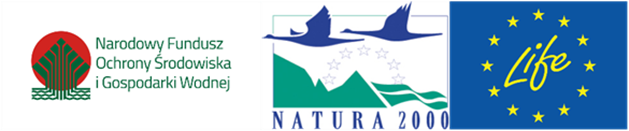 Narodowy Fundusz
Ochrony Środowiska
i Gospodarki Wodnej
NATURA 2000
Life